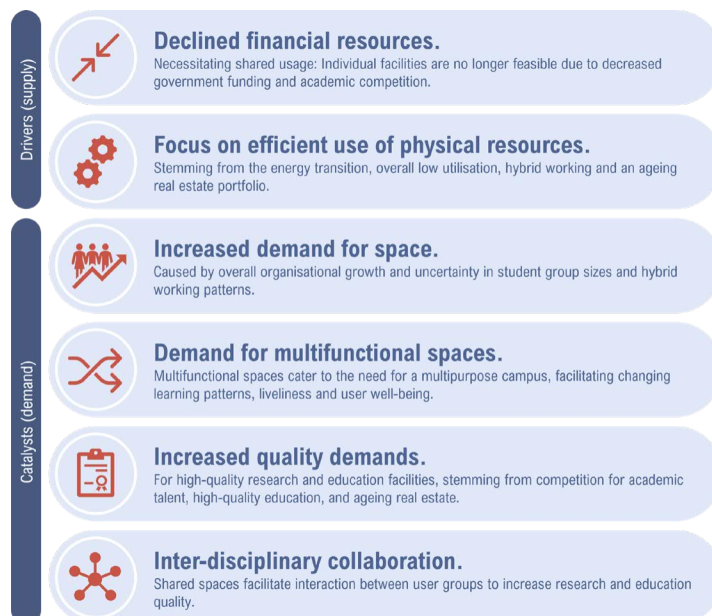 Drivers (supply)
Declined financial resources.
Necessitating shared usage: Individual facilities are no longer feasible due to decreased
government funding and academic competition.
Focus on efficient use of physical resources.
Stemming from the energy transition, overall low utilisation, hybrid working and an ageing
real estate portfolio.
Catalysts (demand)
Increased demand for space.
Caused by overall organisational growth and uncertainty in student group sizes and hybrid
working patterns.
Demand for multifunctional spaces.
Multifunctional spaces cater to the need for a multipurpose campus, facilitating changing
learning patterns, liveliness and user well-being.
Increased quality demands.
For high-quality research and education facilities, stemming from competition for academic
talent, high-quality education, and ageing real estate.
Inter-disciplinary collaboration.
Shared spaces facilitate interaction between user groups to increase research and education
quality.